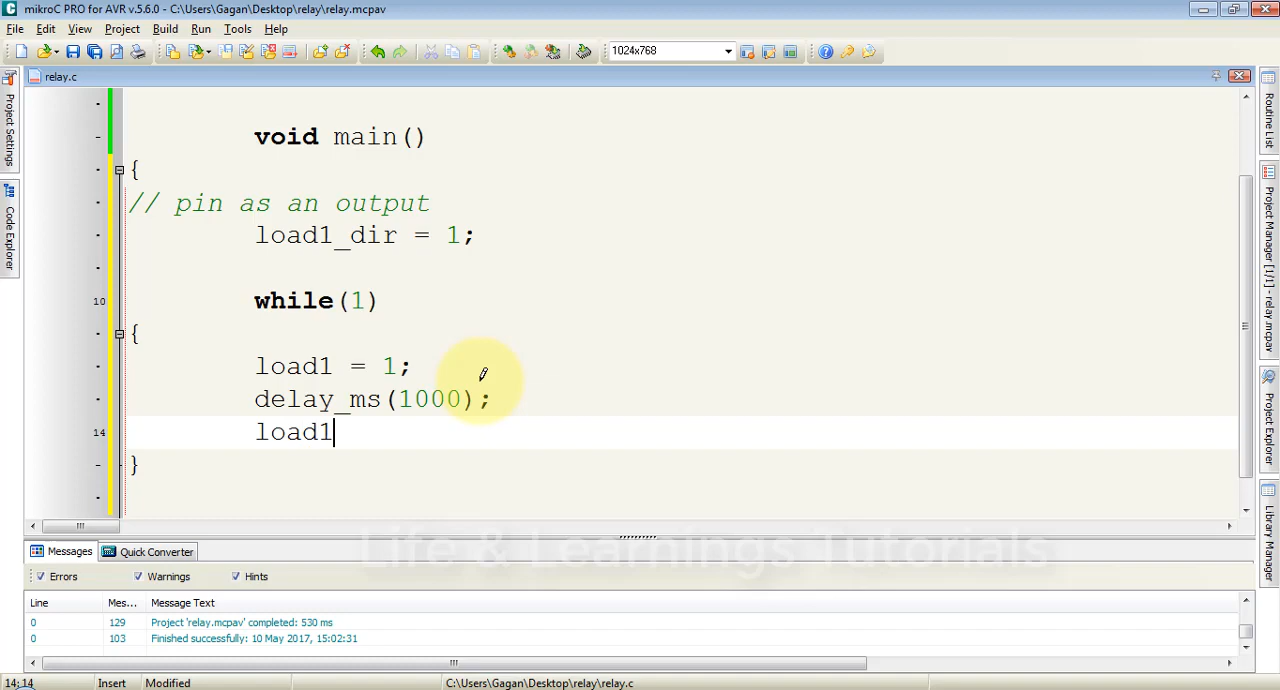 mikroC PRO for AVR v.5.6.0 - C:\Users\Gagan\Desktop\relay\relay.mcpav
File Edit View Project Build Run Tools Help
1024x768
relay.c
void main()
{
// pin as an output
load1_dir = 1;
10 while(1)
{
load1 = 1;
delay_ms(1000);
14 load1
}
Project Settings
Code Explorer
Routine List
Project Manager [1/1] - relay.mcpav
Project Explorer
Library Manager
Life & Learnings Tutorials
Messages Quick Converter
Errors Warnings Hints
Line Mes... Message Text
0 129 Project 'relay.mcpav' completed: 530 ms
0 103 Finished successfully: 10 May 2017, 15:02:31
14:14 Insert Modified C:\Users\Gagan\Desktop\relay\relay.c